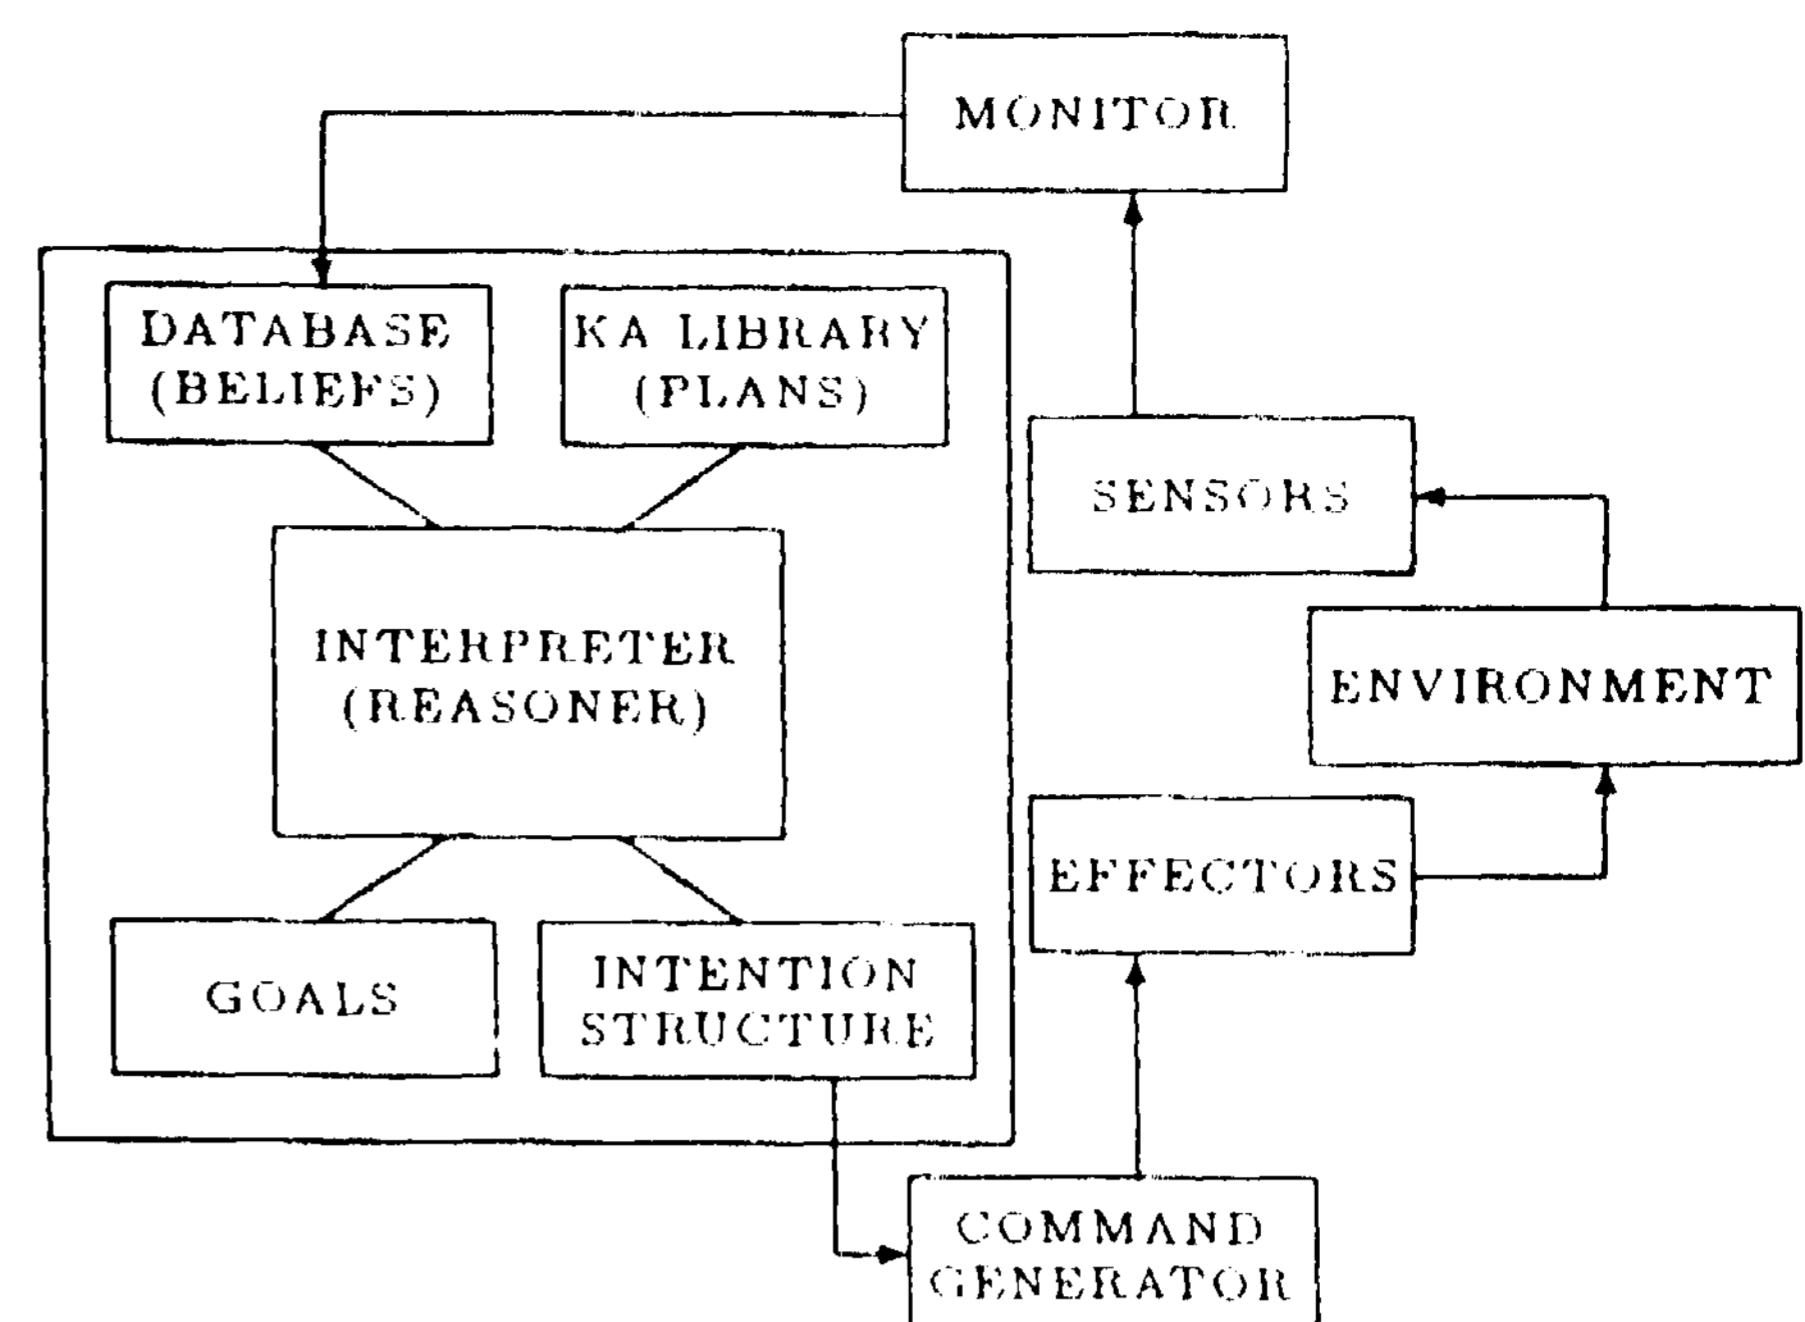 MONITOR
DATABASE
(BELIEFS)
KA LIBRARY
(PLANS)
SENSORS
INTERPRETER
(REASONER)
ENVIRONMENT
EFFECTORS
GOALS
INTENTION
STRUCTURE
COMMAND
GENERATOR